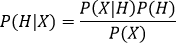 P(H|X) = P(X|H)P(H) / P(X)